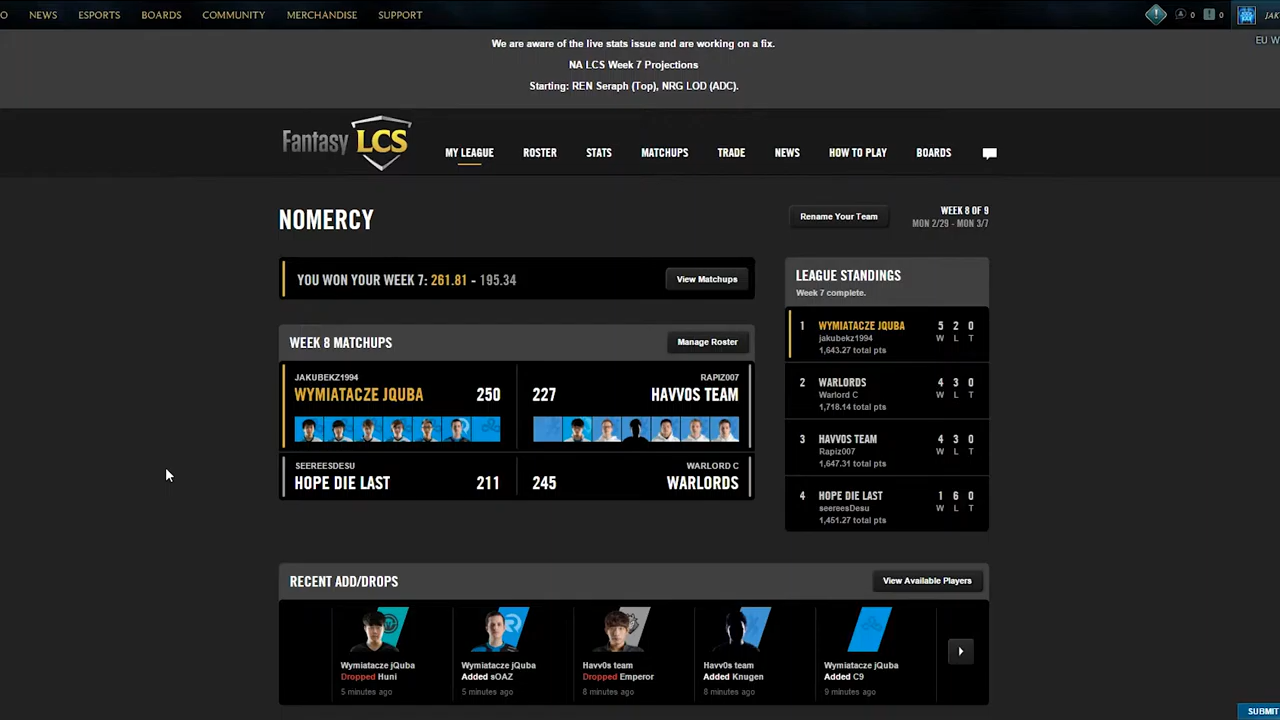 O NEWS ESPORTS BOARDS COMMUNITY MERCHANDISE SUPPORT 0 0 JAK
EU W
We are aware of the live stats issue and are working on a fix.
NA LCS Week 7 Projections
Starting: REN Seraph (Top), NRG LOD (ADC).
Fantasy LCS MY LEAGUE ROSTER STATS MATCHUPS TRADE NEWS HOW TO PLAY BOARDS
NOMERCY
Rename Your Team
WEEK 8 OF 9
MON 2/29 - MON 3/7
YOU WON YOUR WEEK 7: 261.81 - 195.34
View Matchups
WEEK 8 MATCHUPS
Manage Roster
JAKUBEKZ1994
WYMIATACZE JQUBA 250
RAPIZ007
227 HAVVOS TEAM
SEEREESDESU
HOPE DIE LAST 211
WARLORD C
245 WARLORDS
LEAGUE STANDINGS
Week 7 complete.
1 WYMIATACZE JQUBA 5 2 0
jakubekz1994 W L T
1,643.27 total pts
2 WARLORDS 4 3 0
Warlord C W L T
1,718.14 total pts
3 HAVVOS TEAM 4 3 0
Rapiz007 W L T
1,647.31 total pts
4 HOPE DIE LAST 1 6 0
seereesDesu W L T
1,451.27 total pts
RECENT ADD/DROPS
View Available Players
Wymiatacze jQuba
Dropped Huni
5 minutes ago
Wymiatacze jQuba
Added sOAZ
5 minutes ago
Havv0s team
Dropped Emperor
8 minutes ago
Havv0s team
Added Knugen
8 minutes ago
Wymiatacze jQuba
Added C9
9 minutes ago
SUBMIT